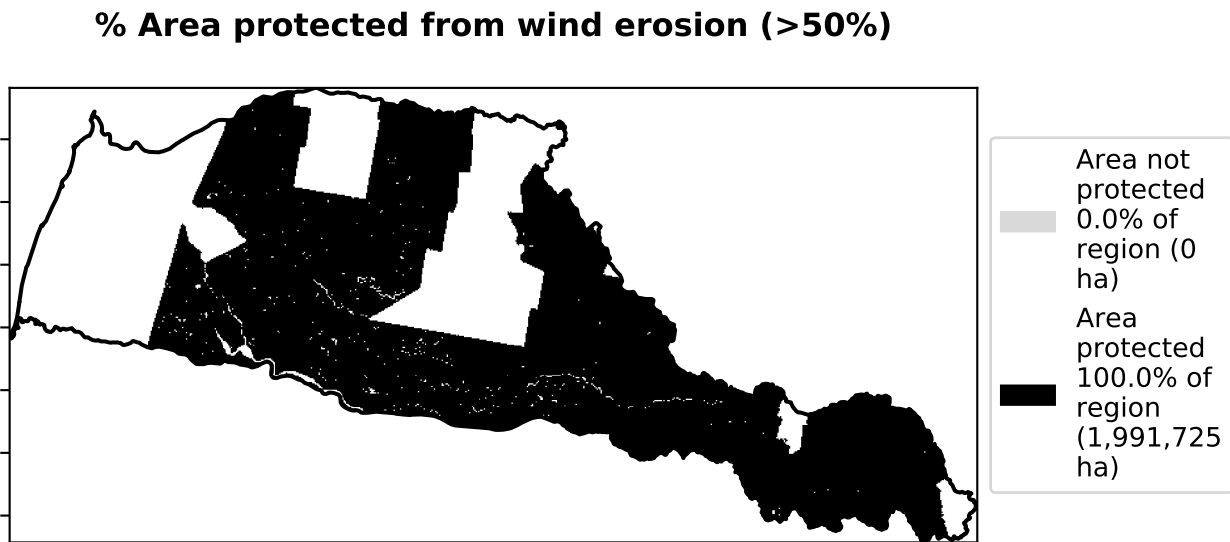 % Area protected from wind erosion (>50%)
Area not
protected
0.0% of
region (0
ha)
Area
protected
100.0% of
region
(1,991,725
ha)